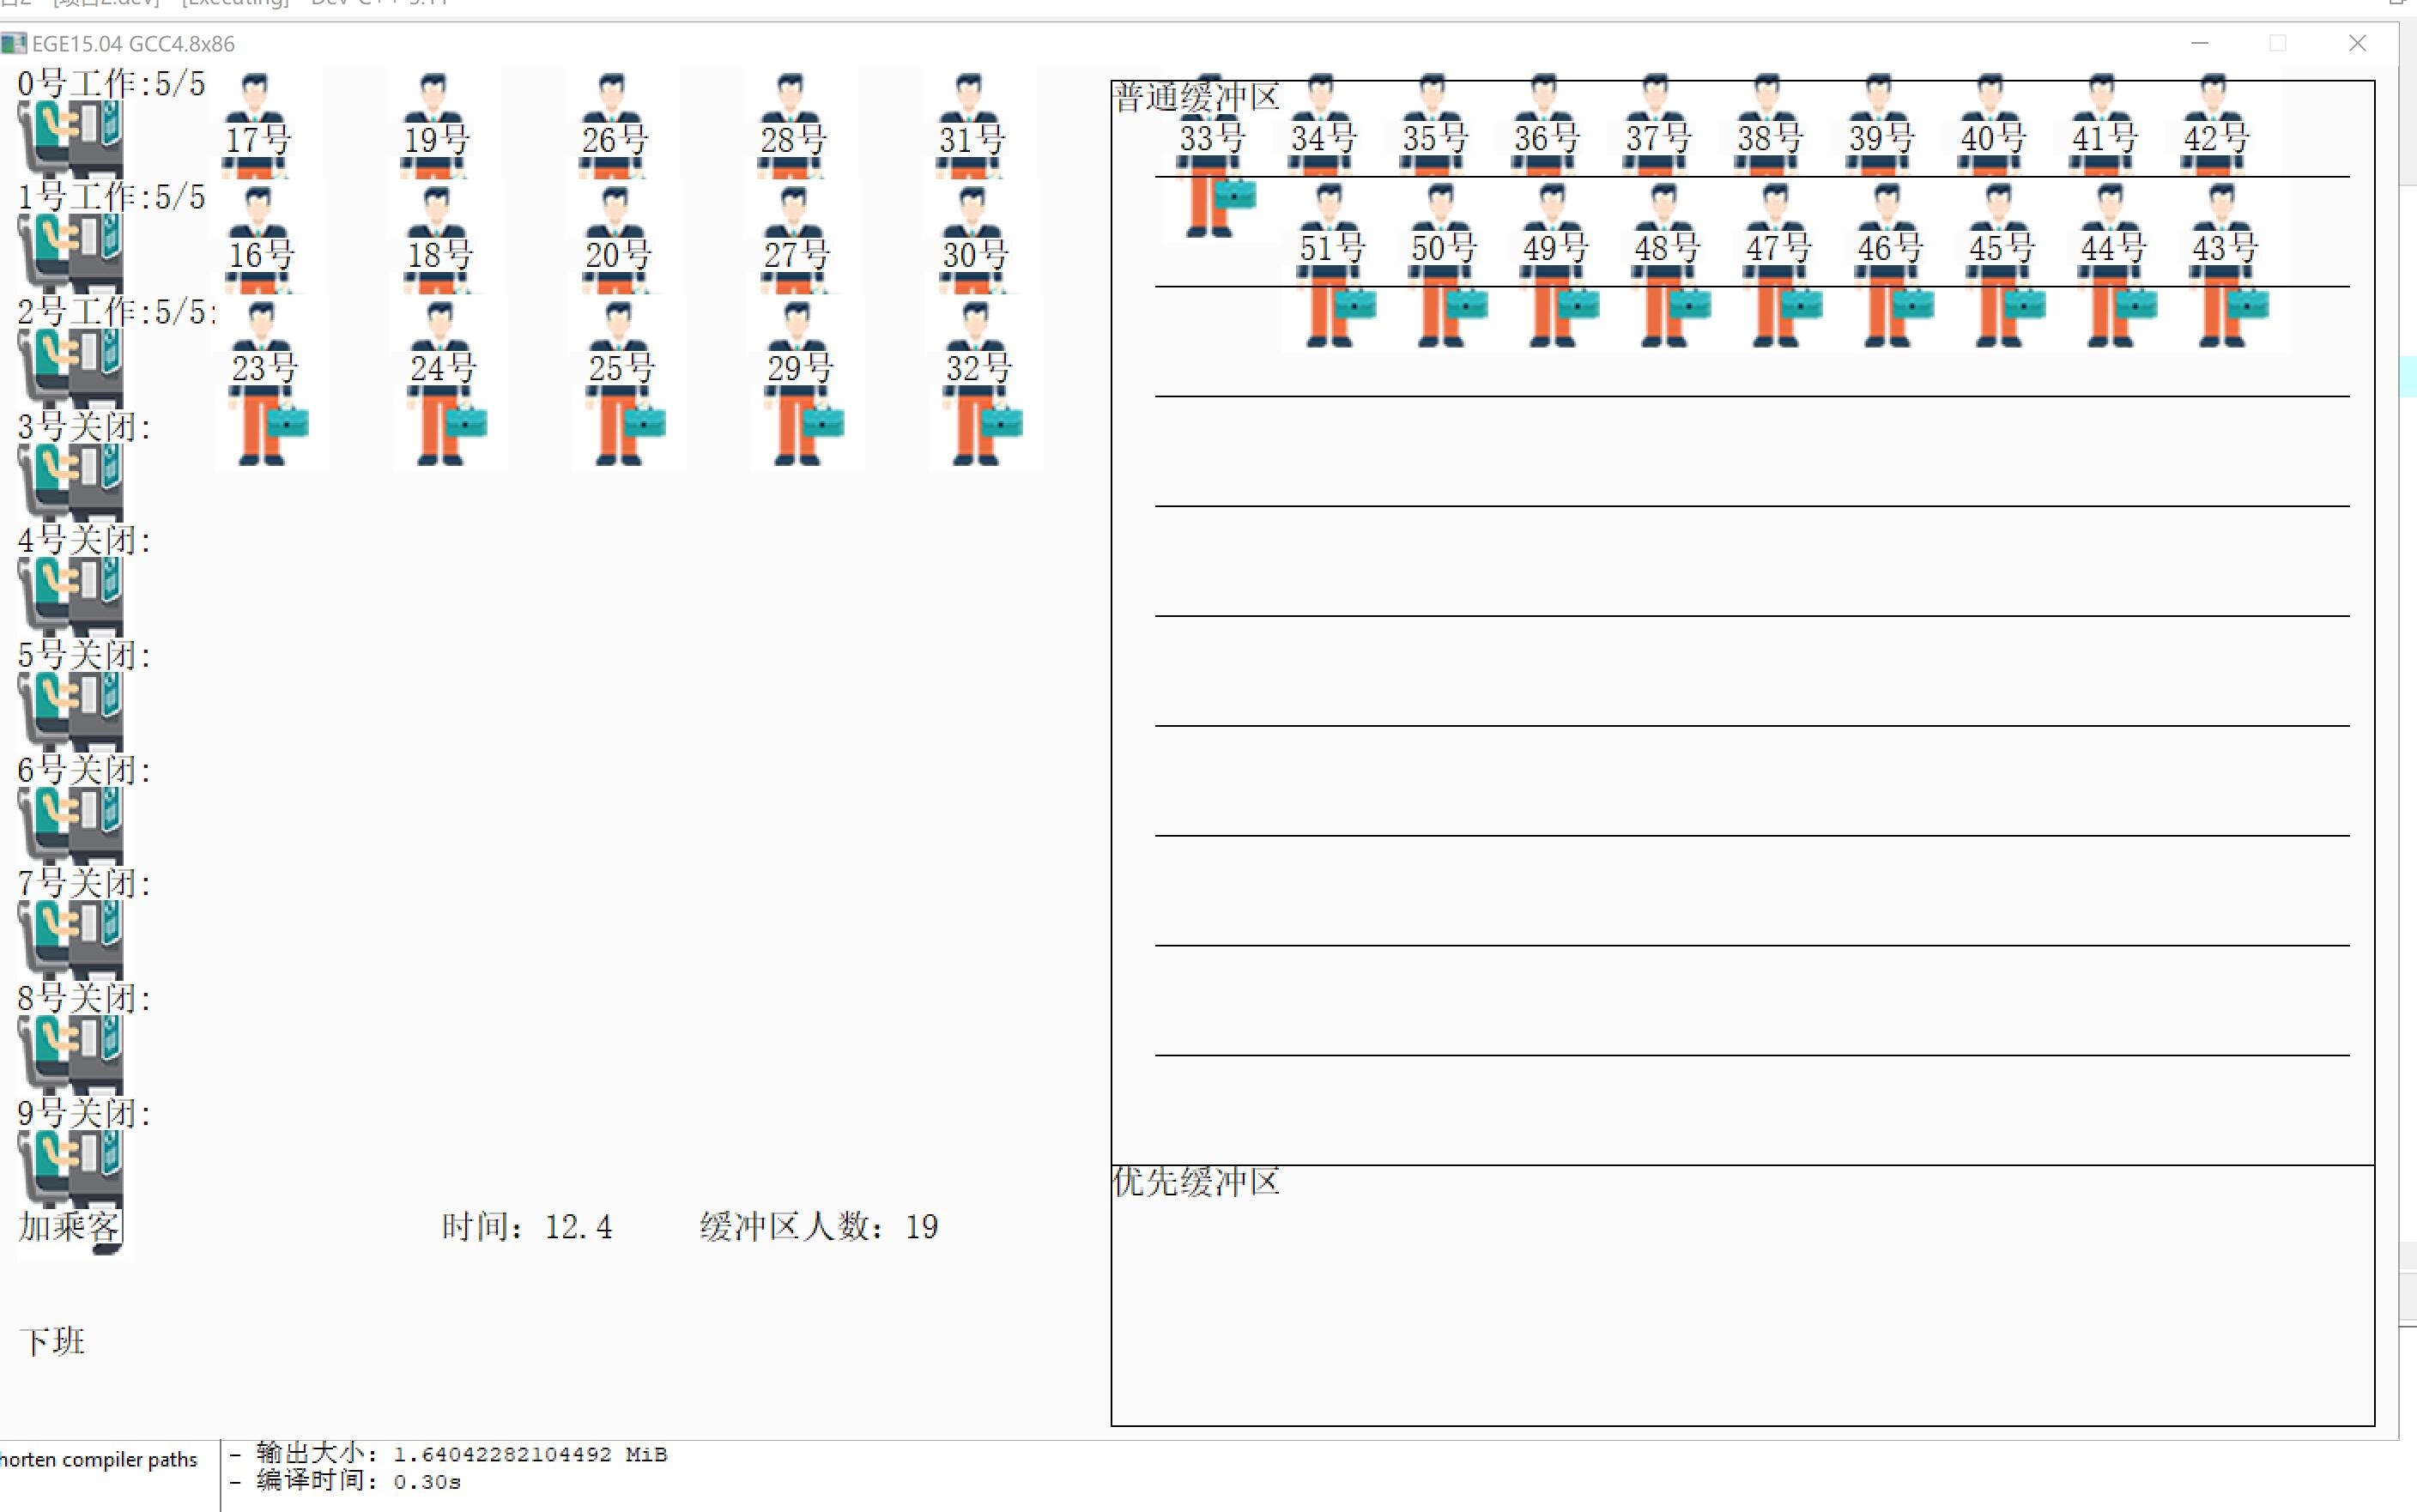 [Executing] - Dev-C++ 5.11
EGE15.04 GCC4.8x86
0号工作:5/5
17号 19号 26号 28号 31号
1号工作:5/5
16号 18号 20号 27号 30号
2号工作:5/5:
23号 24号 25号 29号 32号
3号关闭:
4号关闭:
5号关闭:
6号关闭:
7号关闭:
8号关闭:
9号关闭:
加乘客
时间：12.4
缓冲区人数：19
下班
普通缓冲区
33号 34号 35号 36号 37号 38号 39号 40号 41号 42号
51号 50号 49号 48号 47号 46号 45号 44号 43号
优先缓冲区
horten compiler paths
- 输出大小：1.64042282104492 MiB
- 编译时间：0.30s